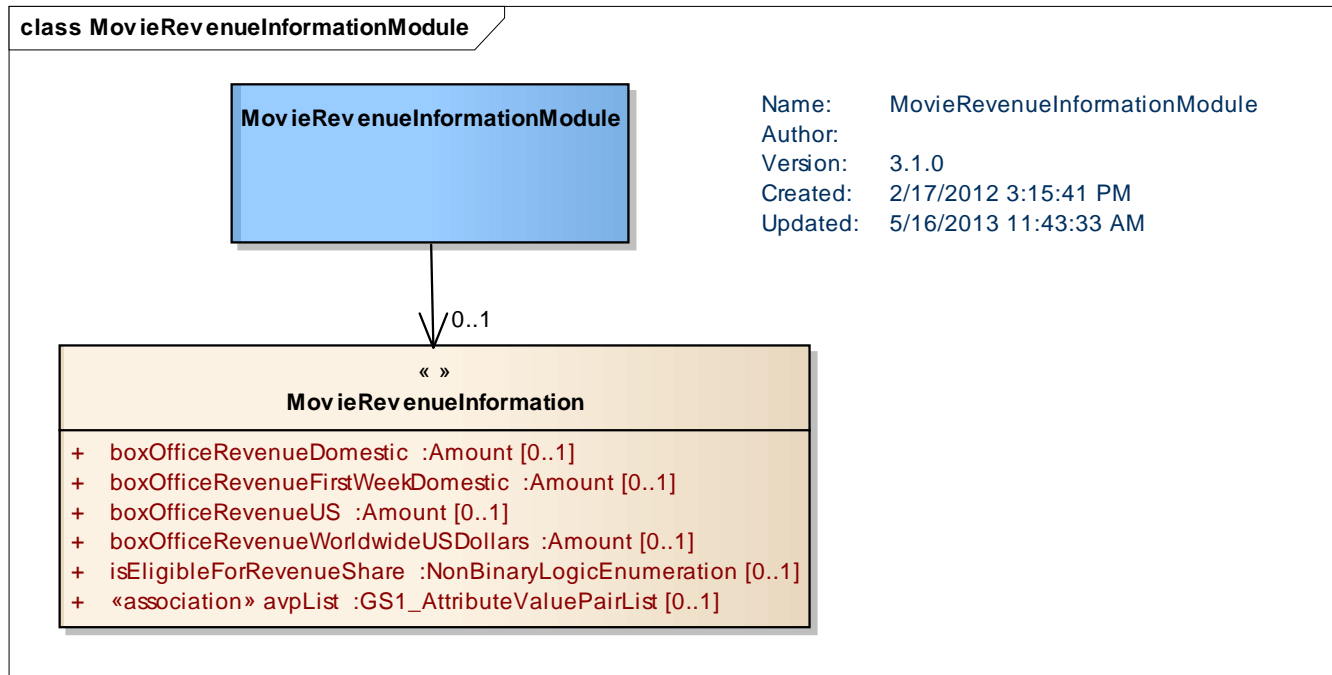 class MovieRevenueInformationModule
MovieRevenueInformationModule
Name: MovieRevenueInformationModule
Author:
Version: 3.1.0
Created: 2/17/2012 3:15:41 PM
Updated: 5/16/2013 11:43:33 AM
0..1
« »
MovieRevenueInformation
+ boxOfficeRevenueDomestic :Amount [0..1]
+ boxOfficeRevenueFirstWeekDomestic :Amount [0..1]
+ boxOfficeRevenueUS :Amount [0..1]
+ boxOfficeRevenueWorldwideUSDollars :Amount [0..1]
+ isEligibleForRevenueShare :NonBinaryLogicEnumeration [0..1]
+ «association» avpList :GS1_AttributeValuePairList [0..1]